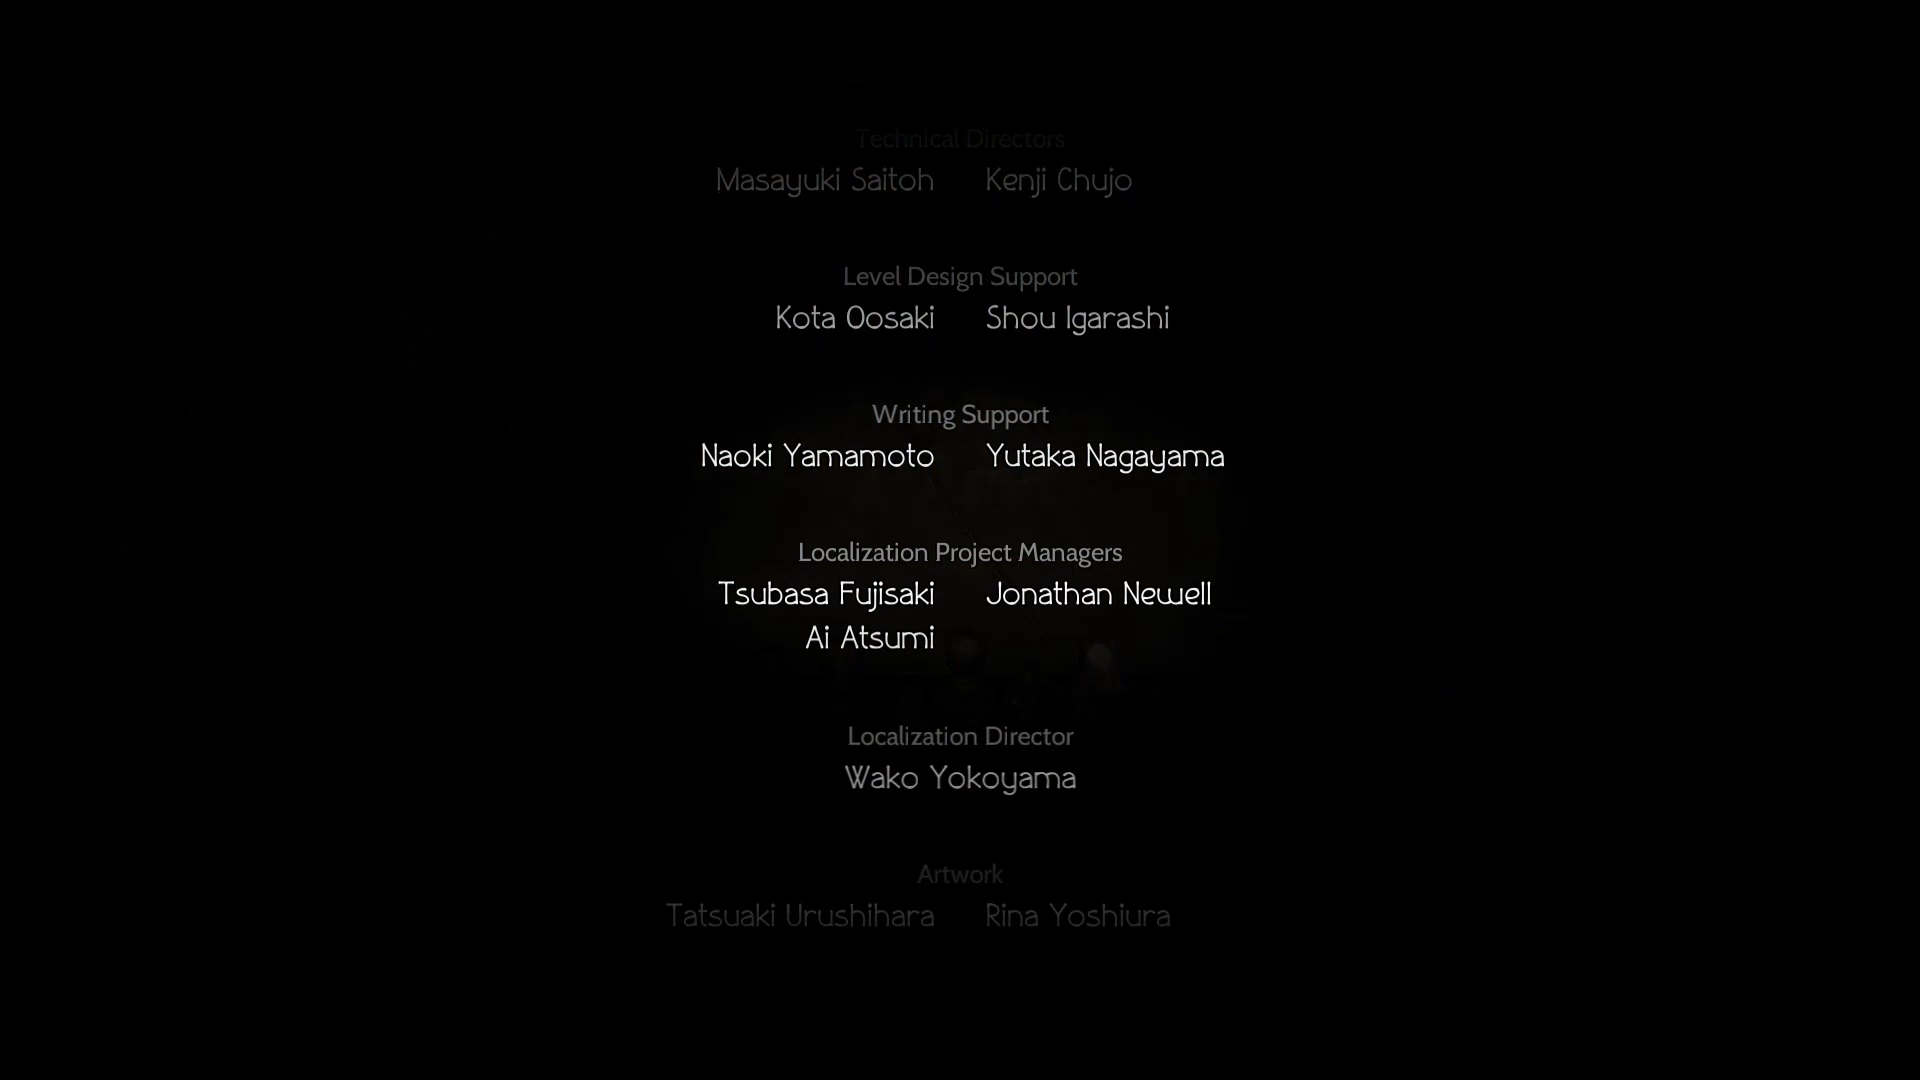 Technical Directors
Masayuki Saitoh Kenji Chujo
Level Design Support
Kota Oosaki Shou Igarashi
Writing Support
Naoki Yamamoto Yutaka Nagayama
Localization Project Managers
Tsubasa Fujisaki Jonathan Newell
Ai Atsumi
Localization Director
Wako Yokoyama
Artwork
Tatsuaki Urushihara Rina Yoshiura